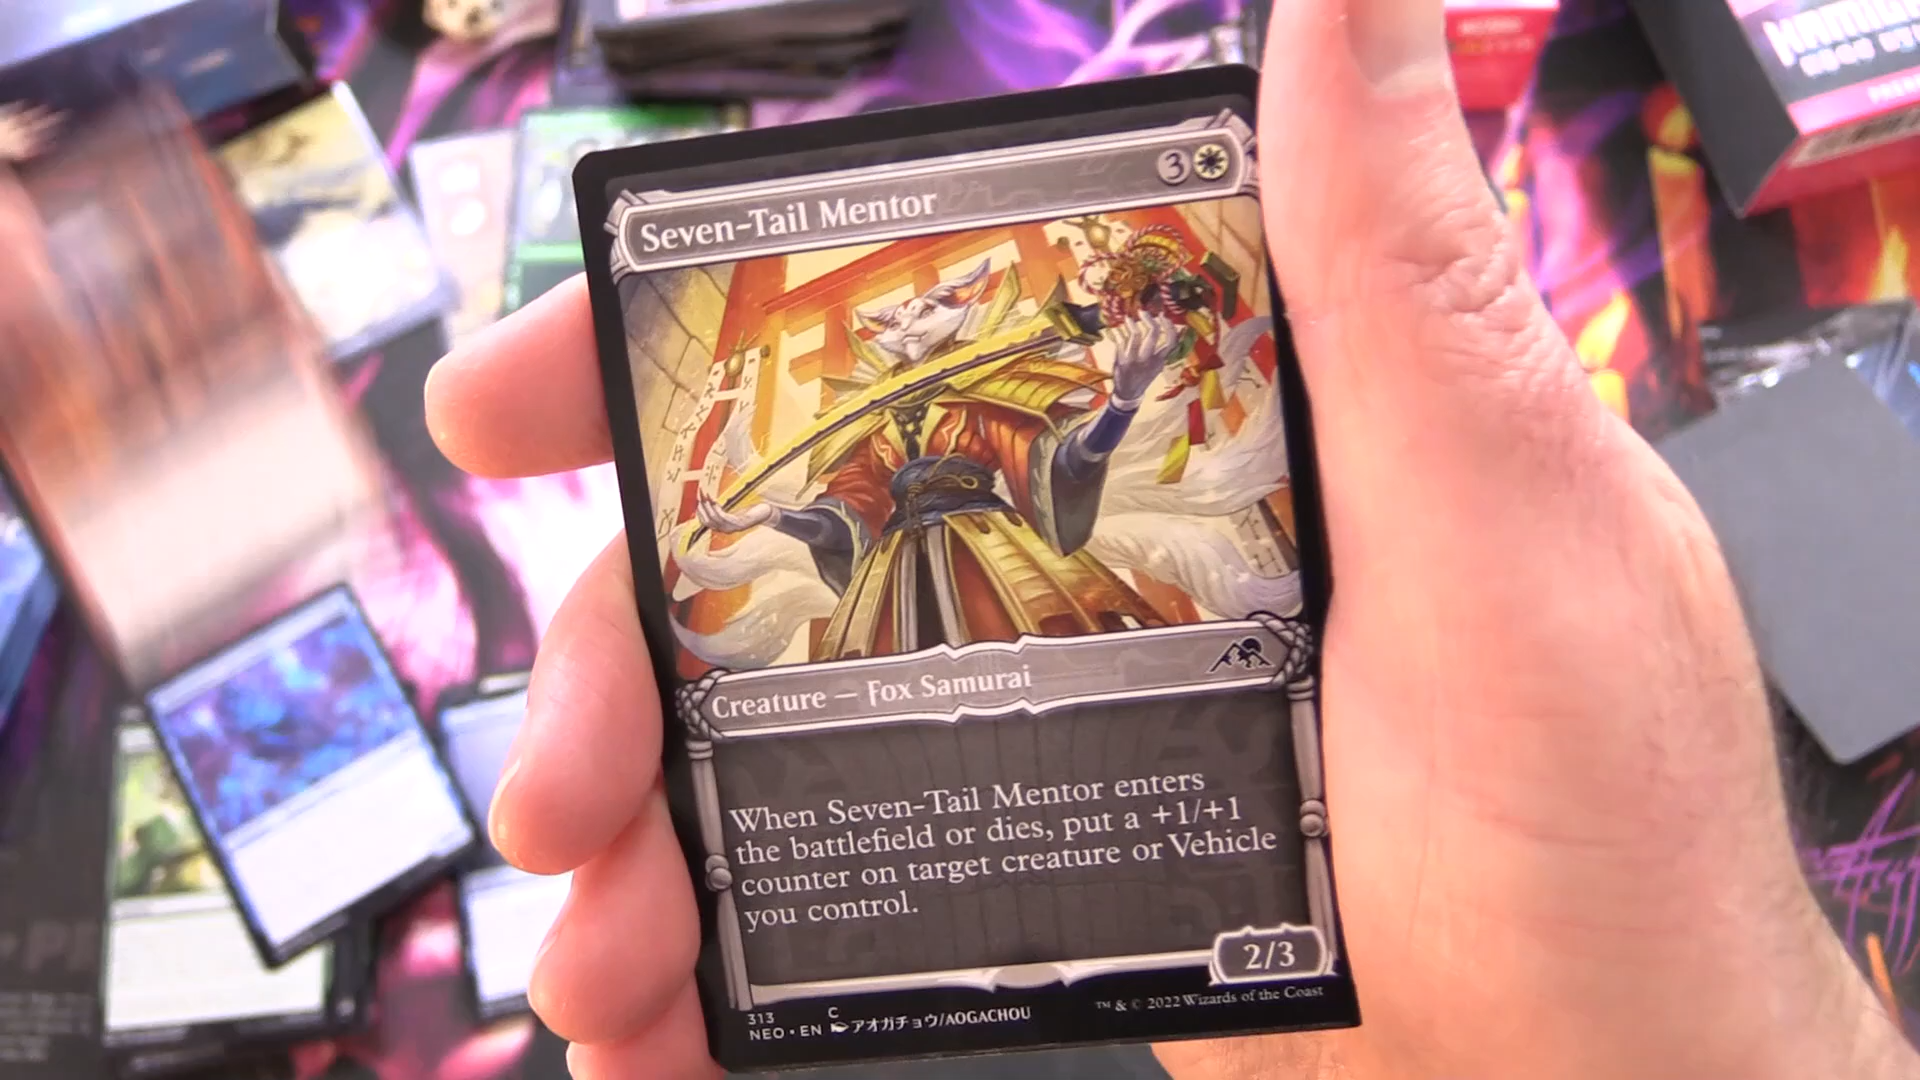 Seven-Tail Mentor
3
Creature — Fox Samurai
When Seven-Tail Mentor enters
the battlefield or dies, put a +1/+1
counter on target creature or Vehicle
you control.
2/3
313 C
NEO • EN アオガチョウ/AOGACHOU
™ & © 2022 Wizards of the Coast